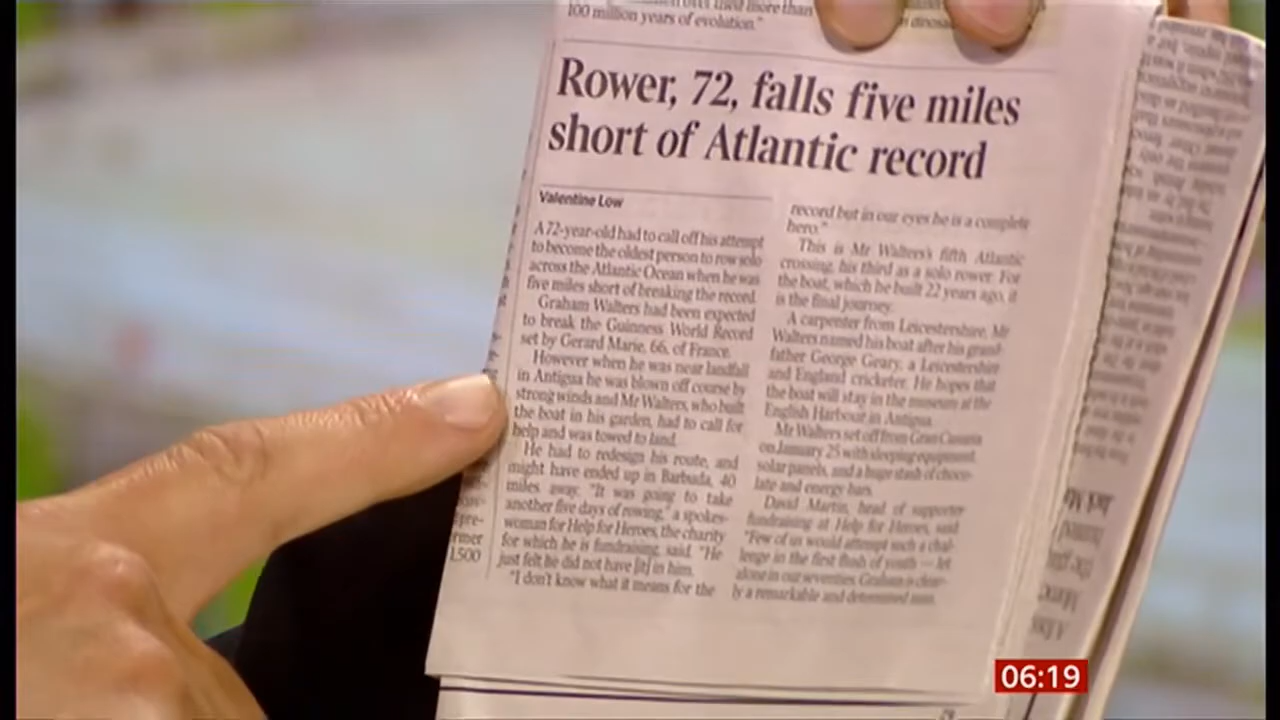 100 million years of evolution."
Rower, 72, falls five miles
short of Atlantic record
Valentine Low
A 72-year-old had to call off his attempt
to become the oldest person to row solo
across the Atlantic Ocean when he was
five miles short of breaking the record.
Graham Walters had been expected
to break the Guinness World Record
set by Gerard Marie, 66, of France.
However when he was near landfall
in Antigua he was blown off course by
strong winds and Mr Walters, who built
the boat in his garden, had to call for
help and was towed to land.
He had to redesign his route, and
might have ended up in Barbuda, 40
miles away. "It was going to take
another five days of rowing," a spokes-
woman for Help for Heroes, the charity
for which he is fundraising, said. "He
just felt he did not have [it] in him.
"I don't know what it means for the
record but in our eyes he is a complete
hero."
This is Mr Walters's fifth Atlantic
crossing, his third as a solo rower. For
the boat, which he built 22 years ago, it
is the final journey.
A carpenter from Leicestershire, Mr
Walters named his boat after his grand-
father George Geary, a Leicestershire
and England cricketer. He hopes that
the boat will stay in the museum at the
English Harbour in Antigua.
Mr Walters set off from Gran Canaria
on January 25 with sleeping equipment,
solar panels, and a huge stash of choco-
late and energy bars.
David Martin, head of supporter
fundraising at Help for Heroes, said:
"Few of us would attempt such a chal-
lenge in the first flush of youth — let
alone in our seventies. Graham is clear-
ly a remarkable and determined man.
1,500
06:19